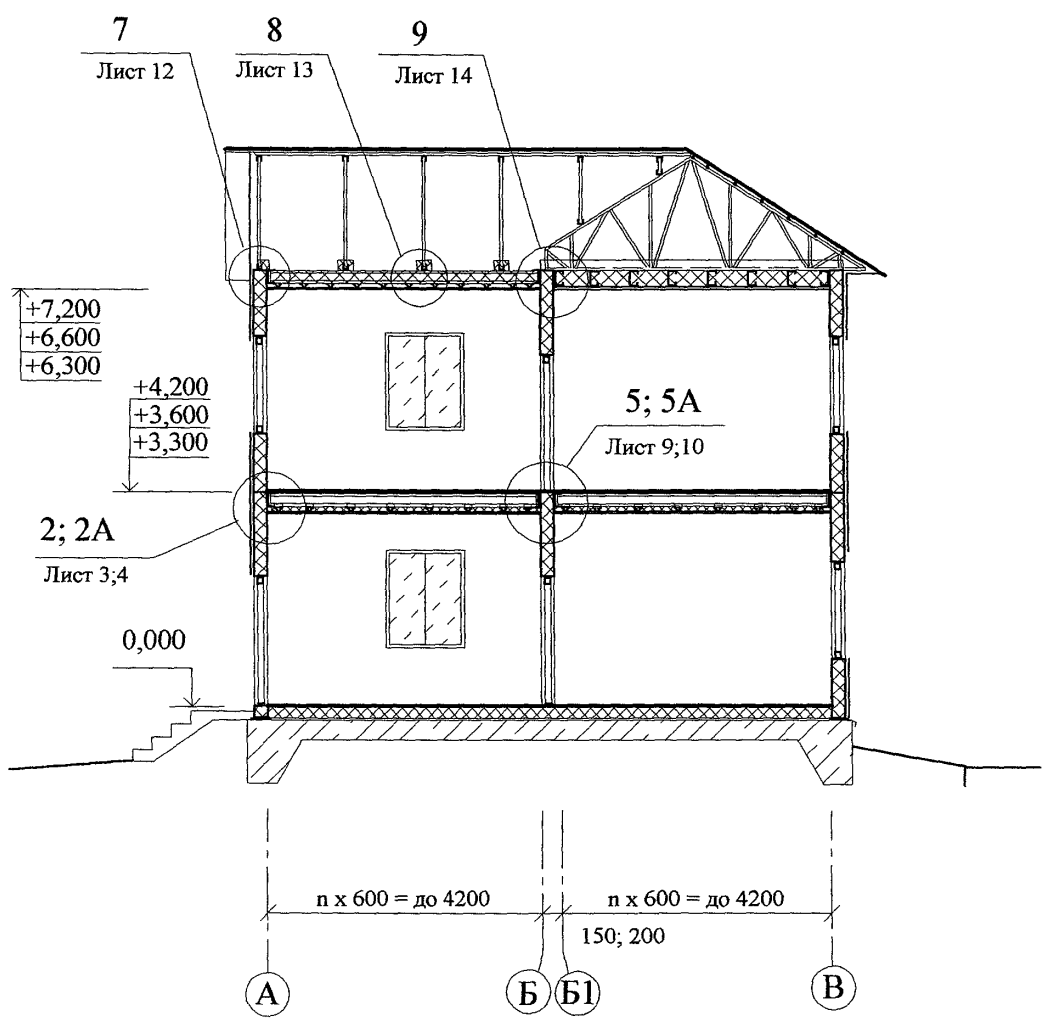 7
Лист 12
8
Лист 13
9
Лист 14
+7,200
+6,600
+6,300
+4,200
+3,600
+3,300
5; 5А
Лист 9;10
2; 2А
Лист 3;4
0,000
n x 600 = до 4200
n x 600 = до 4200
150; 200
А
Б
Б1
В